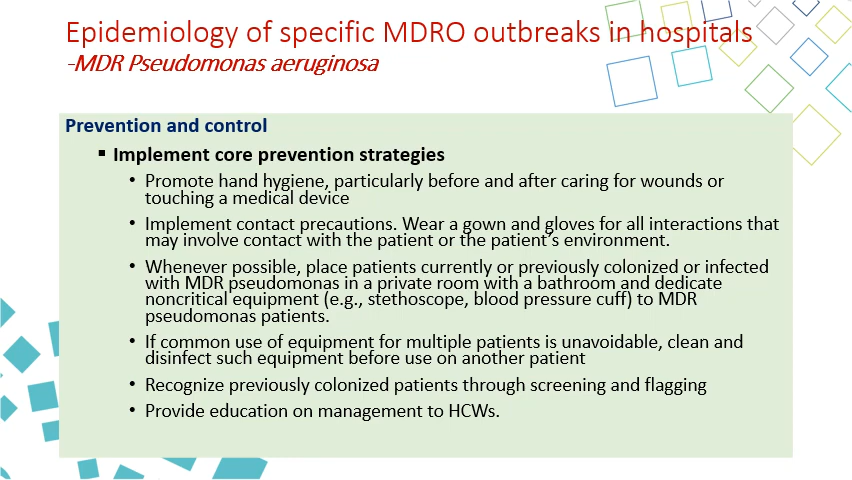 Epidemiology of specific MDRO outbreaks in hospitals
-MDR Pseudomonas aeruginosa
Prevention and control
▪ Implement core prevention strategies
• Promote hand hygiene, particularly before and after caring for wounds or
touching a medical device
• Implement contact precautions. Wear a gown and gloves for all interactions that
may involve contact with the patient or the patient’s environment.
• Whenever possible, place patients currently or previously colonized or infected
with MDR pseudomonas in a private room with a bathroom and dedicate
noncritical equipment (e.g., stethoscope, blood pressure cuff) to MDR
pseudomonas patients.
• If common use of equipment for multiple patients is unavoidable, clean and
disinfect such equipment before use on another patient
• Recognize previously colonized patients through screening and flagging
• Provide education on management to HCWs.